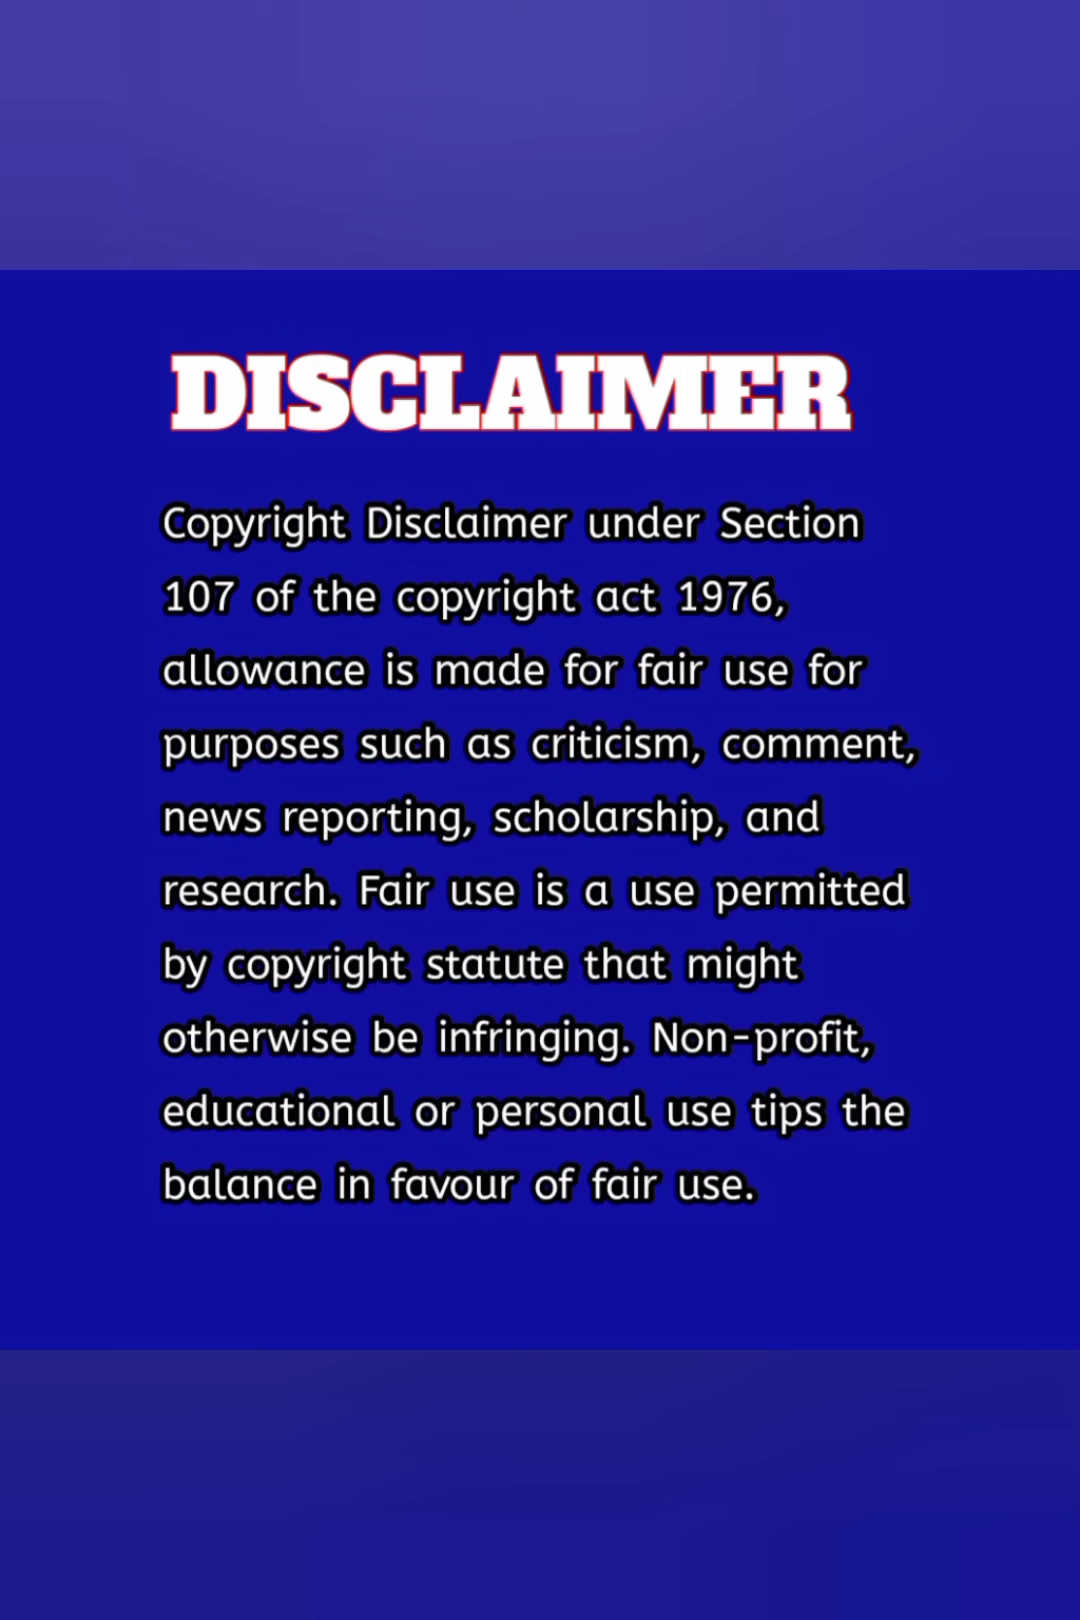 DISCLAIMER
Copyright Disclaimer under Section
107 of the copyright act 1976,
allowance is made for fair use for
purposes such as criticism, comment,
news reporting, scholarship, and
research. Fair use is a use permitted
by copyright statute that might
otherwise be infringing. Non-profit,
educational or personal use tips the
balance in favour of fair use.